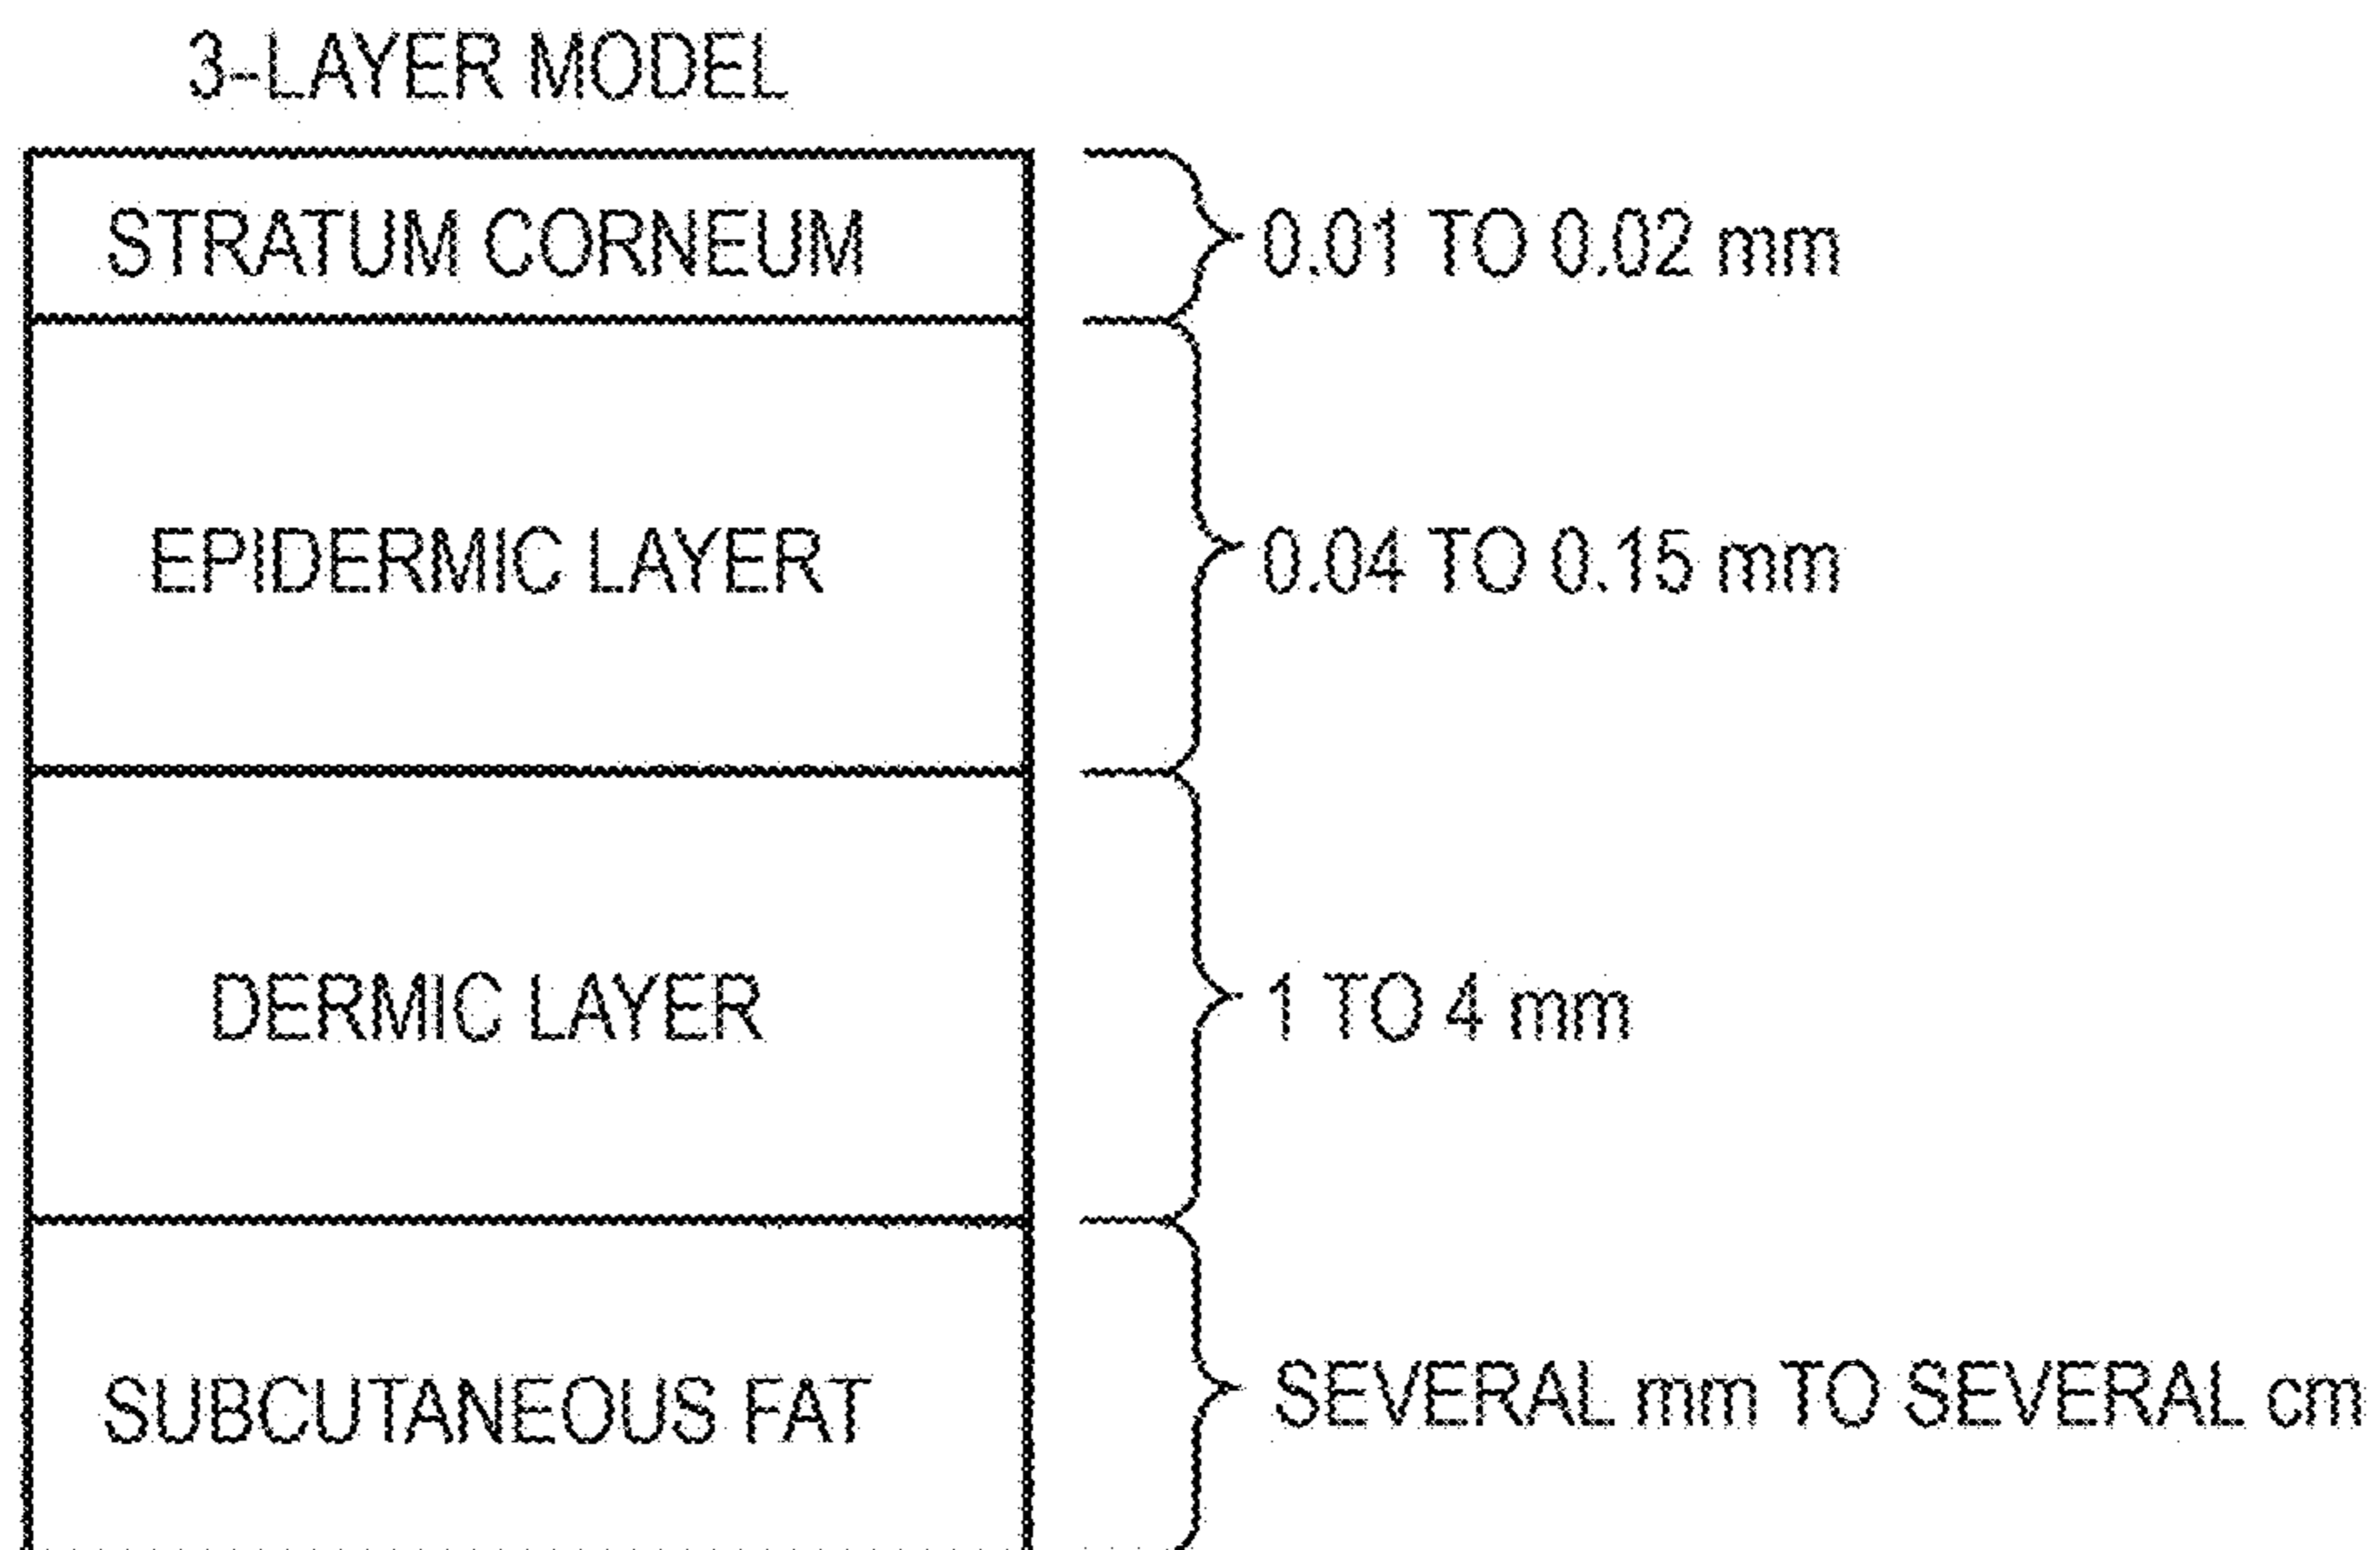 3-LAYER MODEL
STRATUM CORNEUM
0.01 TO 0.02 mm
EPIDERMIC LAYER
0.04 TO 0.15 mm
DERMIC LAYER
1 TO 4 mm
SUBCUTANEOUS FAT
SEVERAL mm TO SEVERAL cm